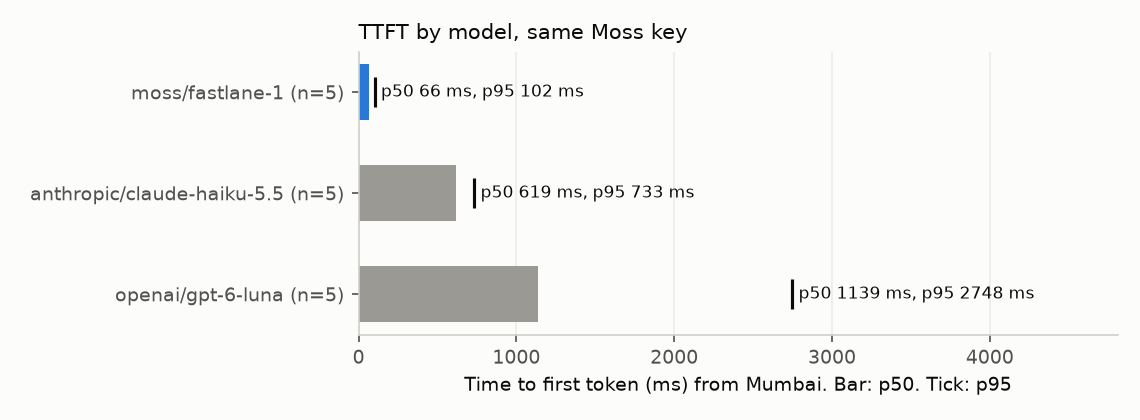 TTFT by model, same Moss key
moss/fastlane-1 (n=5)
p50 66 ms, p95 102 ms
anthropic/claude-haiku-5.5 (n=5)
p50 619 ms, p95 733 ms
openai/gpt-6-luna (n=5)
p50 1139 ms, p95 2748 ms
0 1000 2000 3000 4000
Time to first token (ms) from Mumbai. Bar: p50. Tick: p95